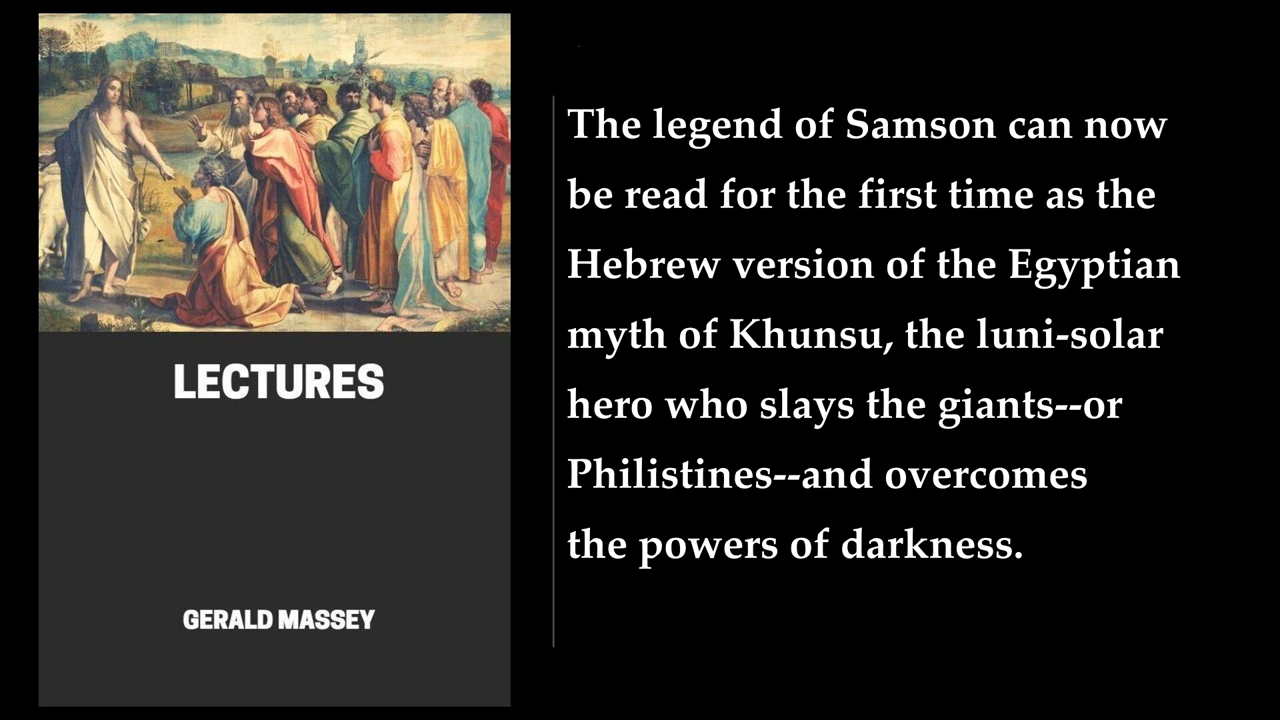 LECTURES
GERALD MASSEY
The legend of Samson can now
be read for the first time as the
Hebrew version of the Egyptian
myth of Khunsu, the luni-solar
hero who slays the giants--or
Philistines--and overcomes
the powers of darkness.